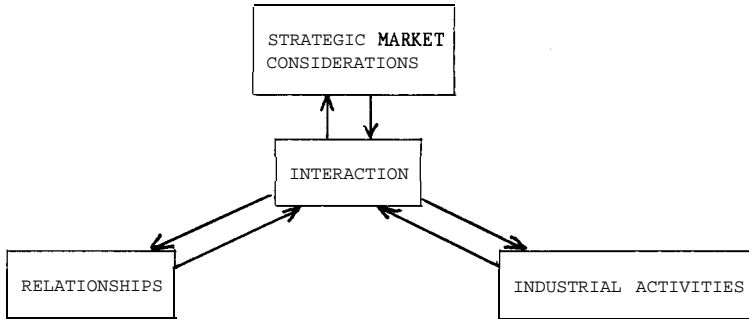 STRATEGIC MARKET
CONSIDERATIONS
INTERACTION
RELATIONSHIPS
INDUSTRIAL ACTIVITIES